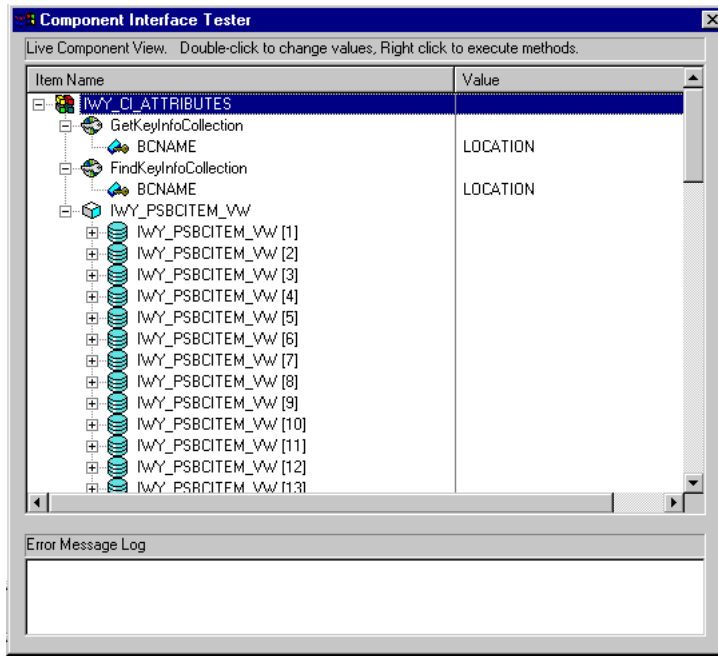 Component Interface Tester
Live Component View. Double-click to change values, Right click to execute methods.
Item Name Value
IWY_CI_ATTRIBUTES
GetKeyInfoCollection
BCNAME LOCATION
FindKeyInfoCollection
BCNAME LOCATION
IWY_PSBCITEM_VW
IWY_PSBCITEM_VW [1]
IWY_PSBCITEM_VW [2]
IWY_PSBCITEM_VW [3]
IWY_PSBCITEM_VW [4]
IWY_PSBCITEM_VW [5]
IWY_PSBCITEM_VW [6]
IWY_PSBCITEM_VW [7]
IWY_PSBCITEM_VW [8]
IWY_PSBCITEM_VW [9]
IWY_PSBCITEM_VW [10]
IWY_PSBCITEM_VW [11]
IWY_PSBCITEM_VW [12]
IWY_PSBCITEM_VW [13]
Error Message Log